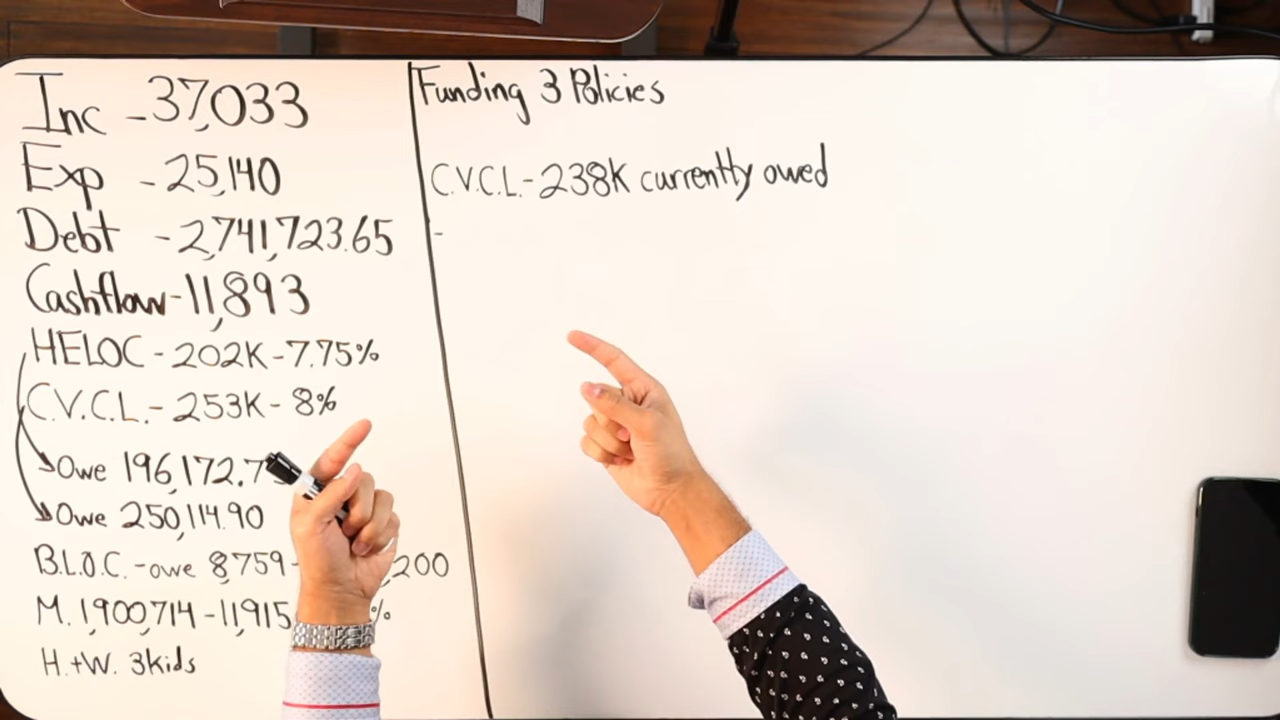 Inc - 37,033
Exp - 25,140
Debt - 2,741,723.65
Cashflow - 11,893
HELOC - 202K - 7.75%
C.V.C.L. - 253K - 8%
Owe 196,172.7
Owe 250,114.90
B.L.O.C. - owe 8,759 - ,200
M. 1,900,714 - 11,915 %
H. + W. 3 kids
Funding 3 Policies
C.V.C.L. - 238K currently owed
-